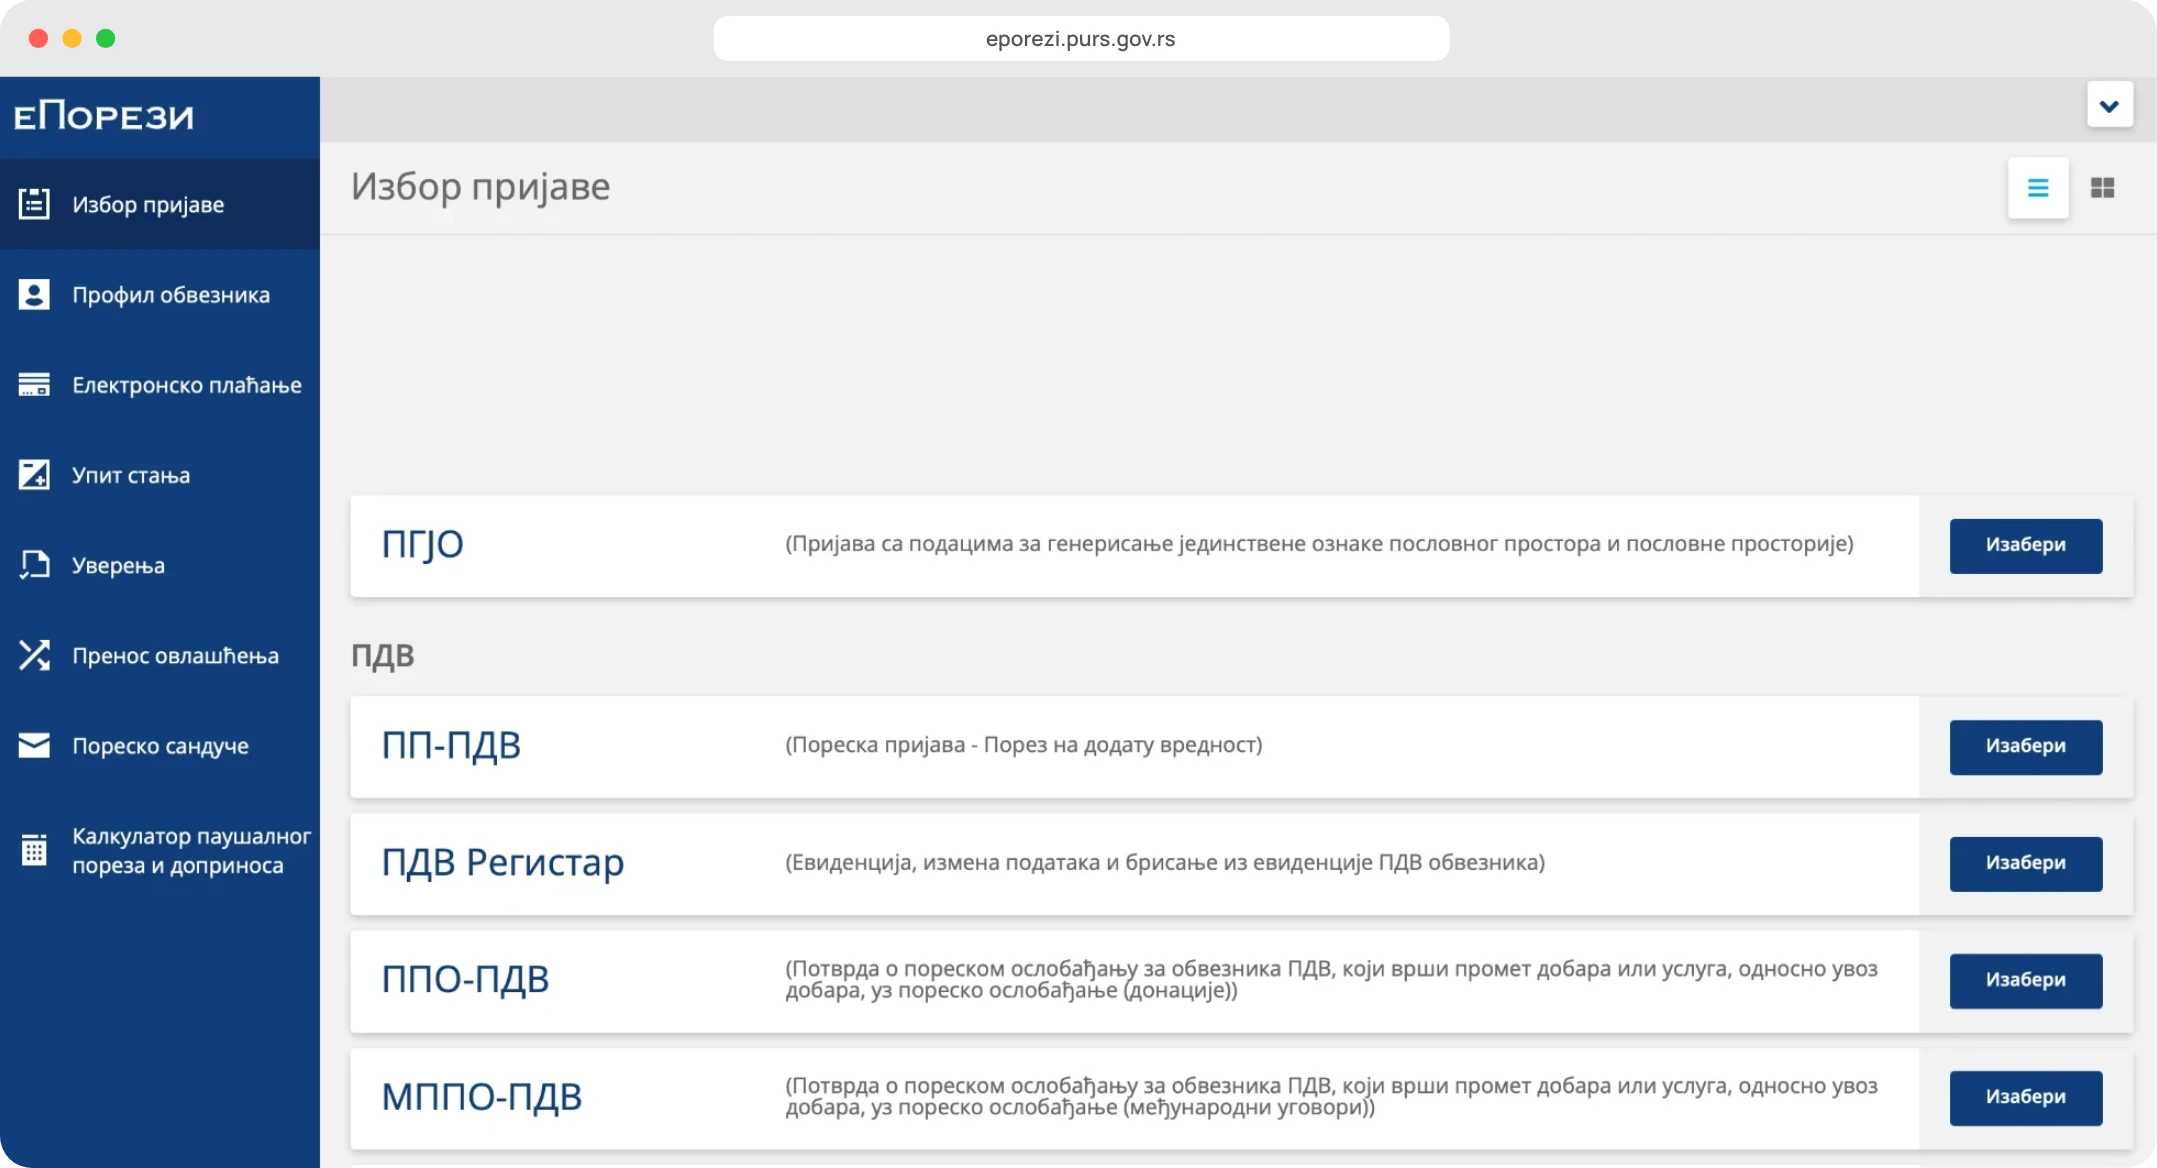 eporezi.purs.gov.rs
еПорези
Избор пријаве
Профил обвезника
Електронско плаћање
Упит стања
Уверења
Пренос овлашћења
Пореско сандуче
Калкулатор паушалног
пореза и доприноса
Избор пријаве
ПГЈО
(Пријава са подацима за генерисање јединствене ознаке пословног простора и пословне просторије)
Изабери
ПДВ
ПП-ПДВ
(Пореска пријава - Порез на додату вредност)
Изабери
ПДВ Регистар
(Евиденција, измена података и брисање из евиденције ПДВ обвезника)
Изабери
ППО-ПДВ
(Потврда о пореском ослобађању за обвезника ПДВ, који врши промет добара или услуга, односно увоз
добара, уз пореско ослобађање (донације))
Изабери
МППО-ПДВ
(Потврда о пореском ослобађању за обвезника ПДВ, који врши промет добара или услуга, односно увоз
добара, уз пореско ослобађање (међународни уговори))
Изабери